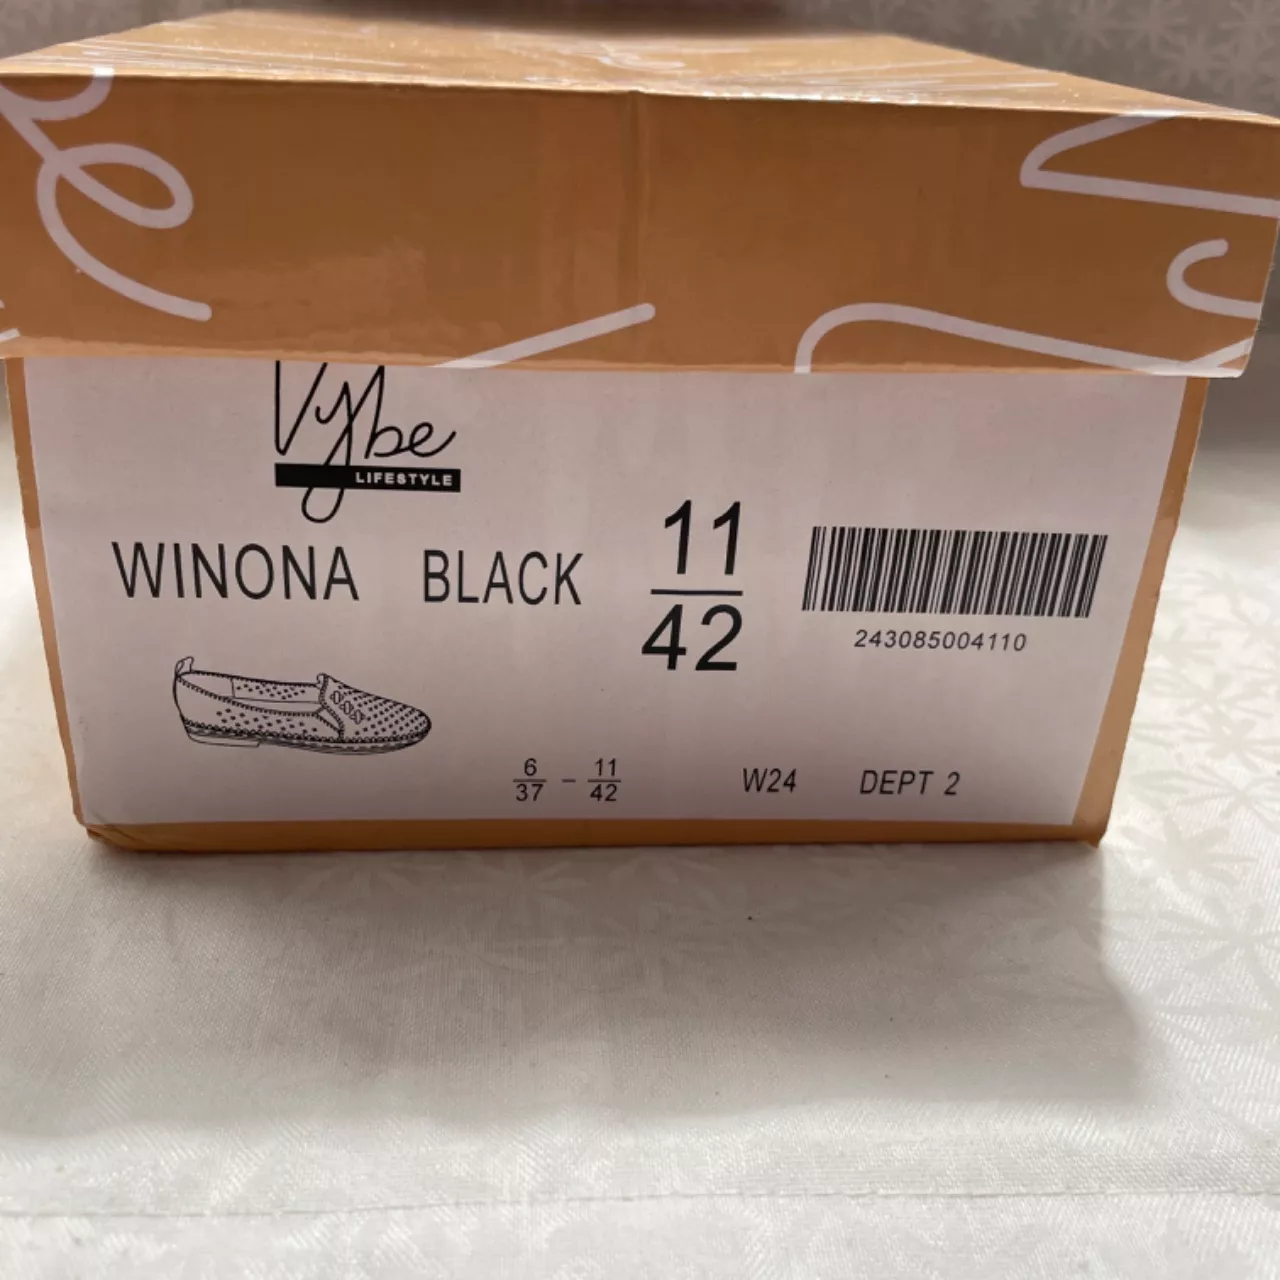 Vybe
LIFESTYLE
WINONA BLACK
11
42
243085004110
6/37 - 11/42
W24 DEPT 2